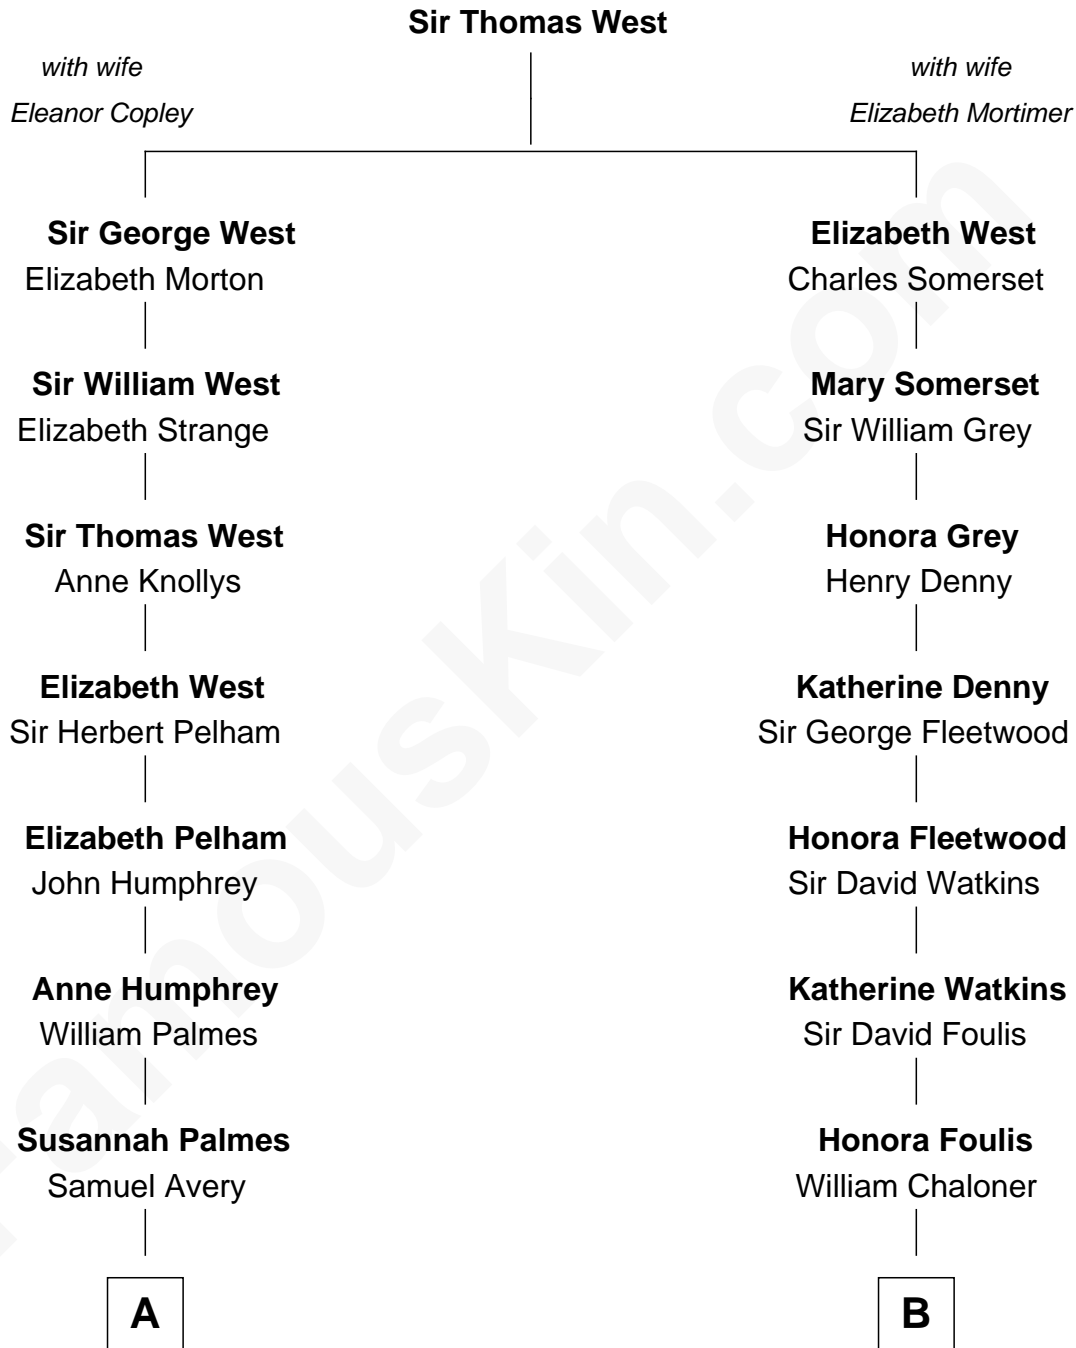 Sir Thomas West
with wife
Eleanor Copley
with wife
Elizabeth Mortimer
Sir George West
Elizabeth Morton
Elizabeth West
Charles Somerset
Sir William West
Elizabeth Strange
Mary Somerset
Sir William Grey
Sir Thomas West
Anne Knollys
Honora Grey
Henry Denny
Elizabeth West
Sir Herbert Pelham
Katherine Denny
Sir George Fleetwood
Elizabeth Pelham
John Humphrey
Honora Fleetwood
Sir David Watkins
Anne Humphrey
William Palmes
Katherine Watkins
Sir David Foulis
Susannah Palmes
Samuel Avery
Honora Foulis
William Chaloner
A
B
FamousKin.com